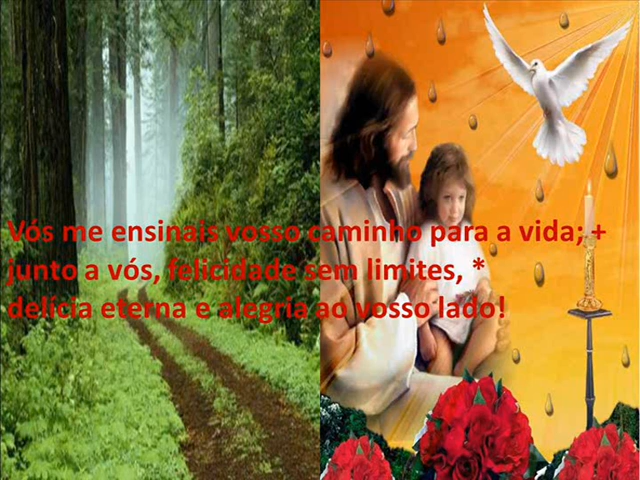 Vós me ensinais vosso caminho para a vida; +
junto a vós, felicidade sem limites, *
delícia eterna e alegria ao vosso lado!